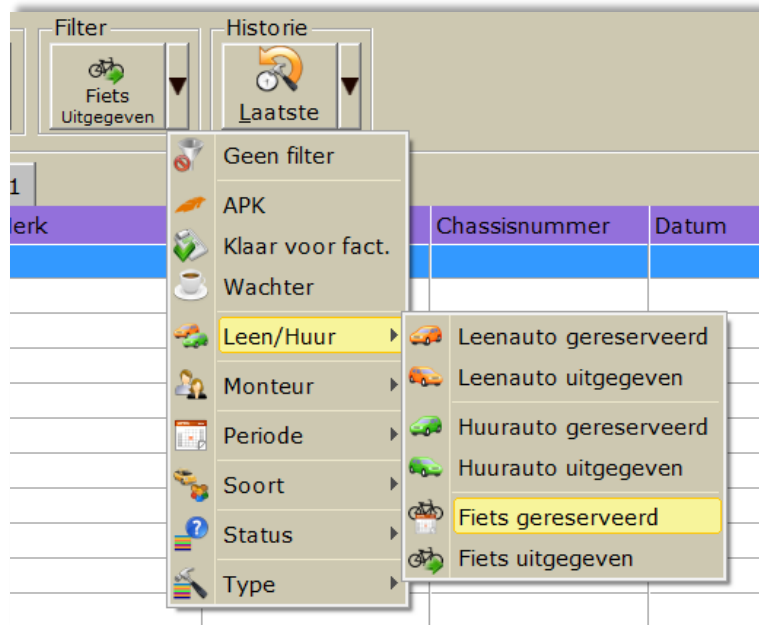 Filter
Historie
Fiets
Uitgegeven
Laatste
Geen filter
1
APK
erk
Chassisnummer
Datum
Klaar voor fact.
Wachter
Leen/Huur
Leenauto gereserveerd
Leenauto uitgegeven
Monteur
Huurauto gereserveerd
Periode
Huurauto uitgegeven
Soort
Fiets gereserveerd
Status
Fiets uitgegeven
Type